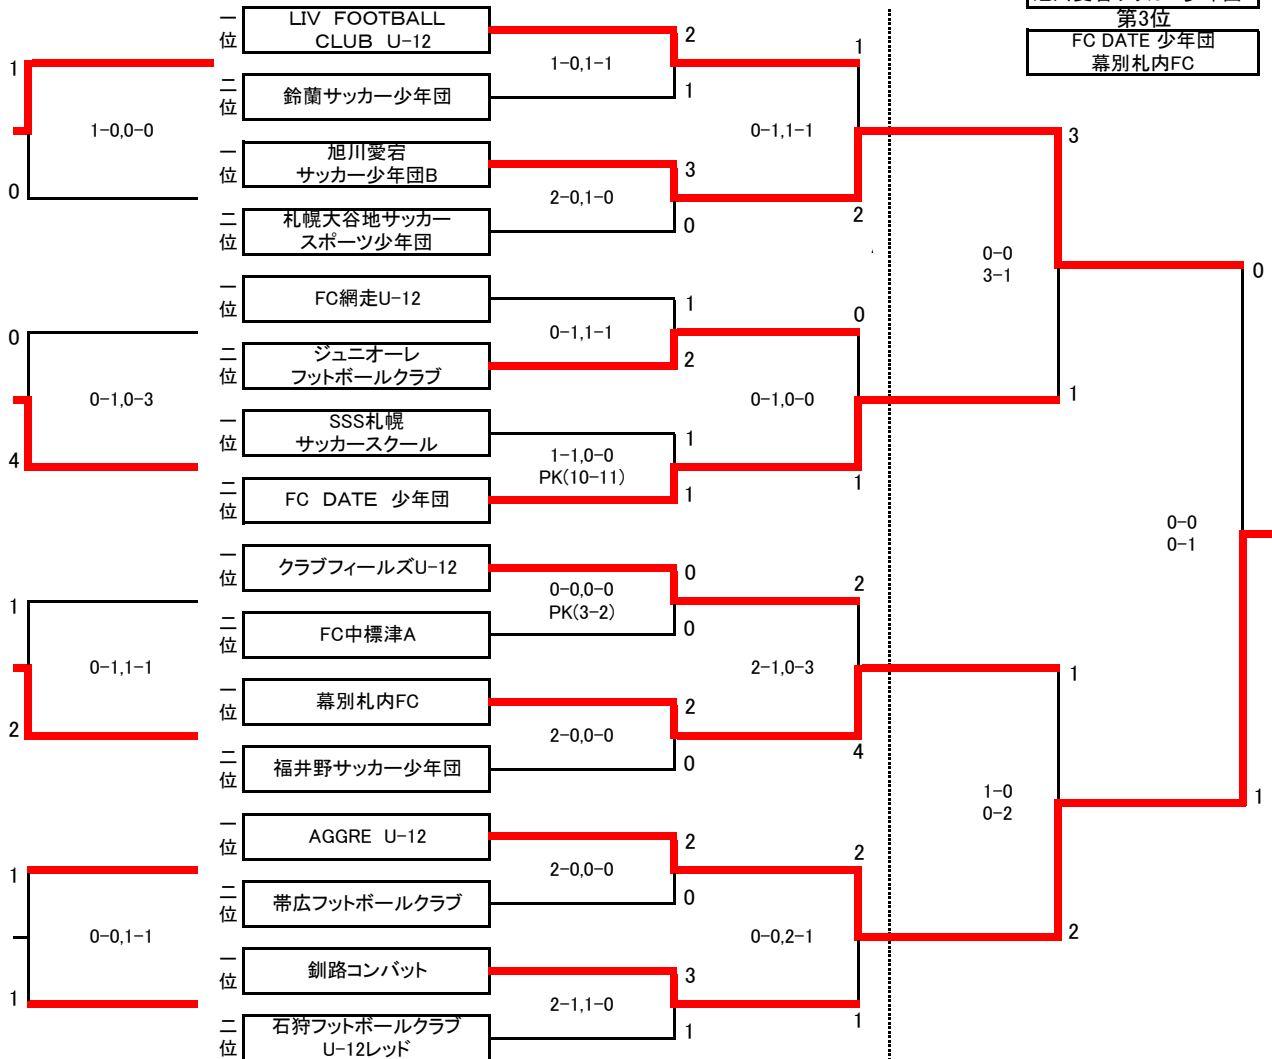 第3位
FC DATE 少年団
幕別札内FC
一位
LIV FOOTBALL
CLUB U-12
二位
鈴蘭サッカー少年団
一位
旭川愛宕
サッカー少年団B
二位
札幌大谷地サッカー
スポーツ少年団
一位
FC網走U-12
二位
ジュニオーレ
フットボールクラブ
一位
SSS札幌
サッカースクール
二位
FC DATE 少年団
一位
クラブフィールズU-12
二位
FC中標津A
一位
幕別札内FC
二位
福井野サッカー少年団
一位
AGGRE U-12
二位
帯広フットボールクラブ
一位
釧路コンバット
二位
石狩フットボールクラブ
U-12レッド
1
1-0,0-0
0
0
0-1,0-3
4
1
0-1,1-1
2
1
0-0,1-1
1
2
1-0,1-1
1
3
2-0,1-0
0
1
0-1,1-1
2
1
1-1,0-0
PK(10-11)
1
0
0-0,0-0
PK(3-2)
0
2
2-0,0-0
0
2
2-0,0-0
0
3
2-1,1-0
1
1
0-1,1-1
2
0
0-1,0-0
1
2
2-1,0-3
4
2
0-0,2-1
1
3
0-0
3-1
1
1
1-0
0-2
2
0
0-0
0-1
1